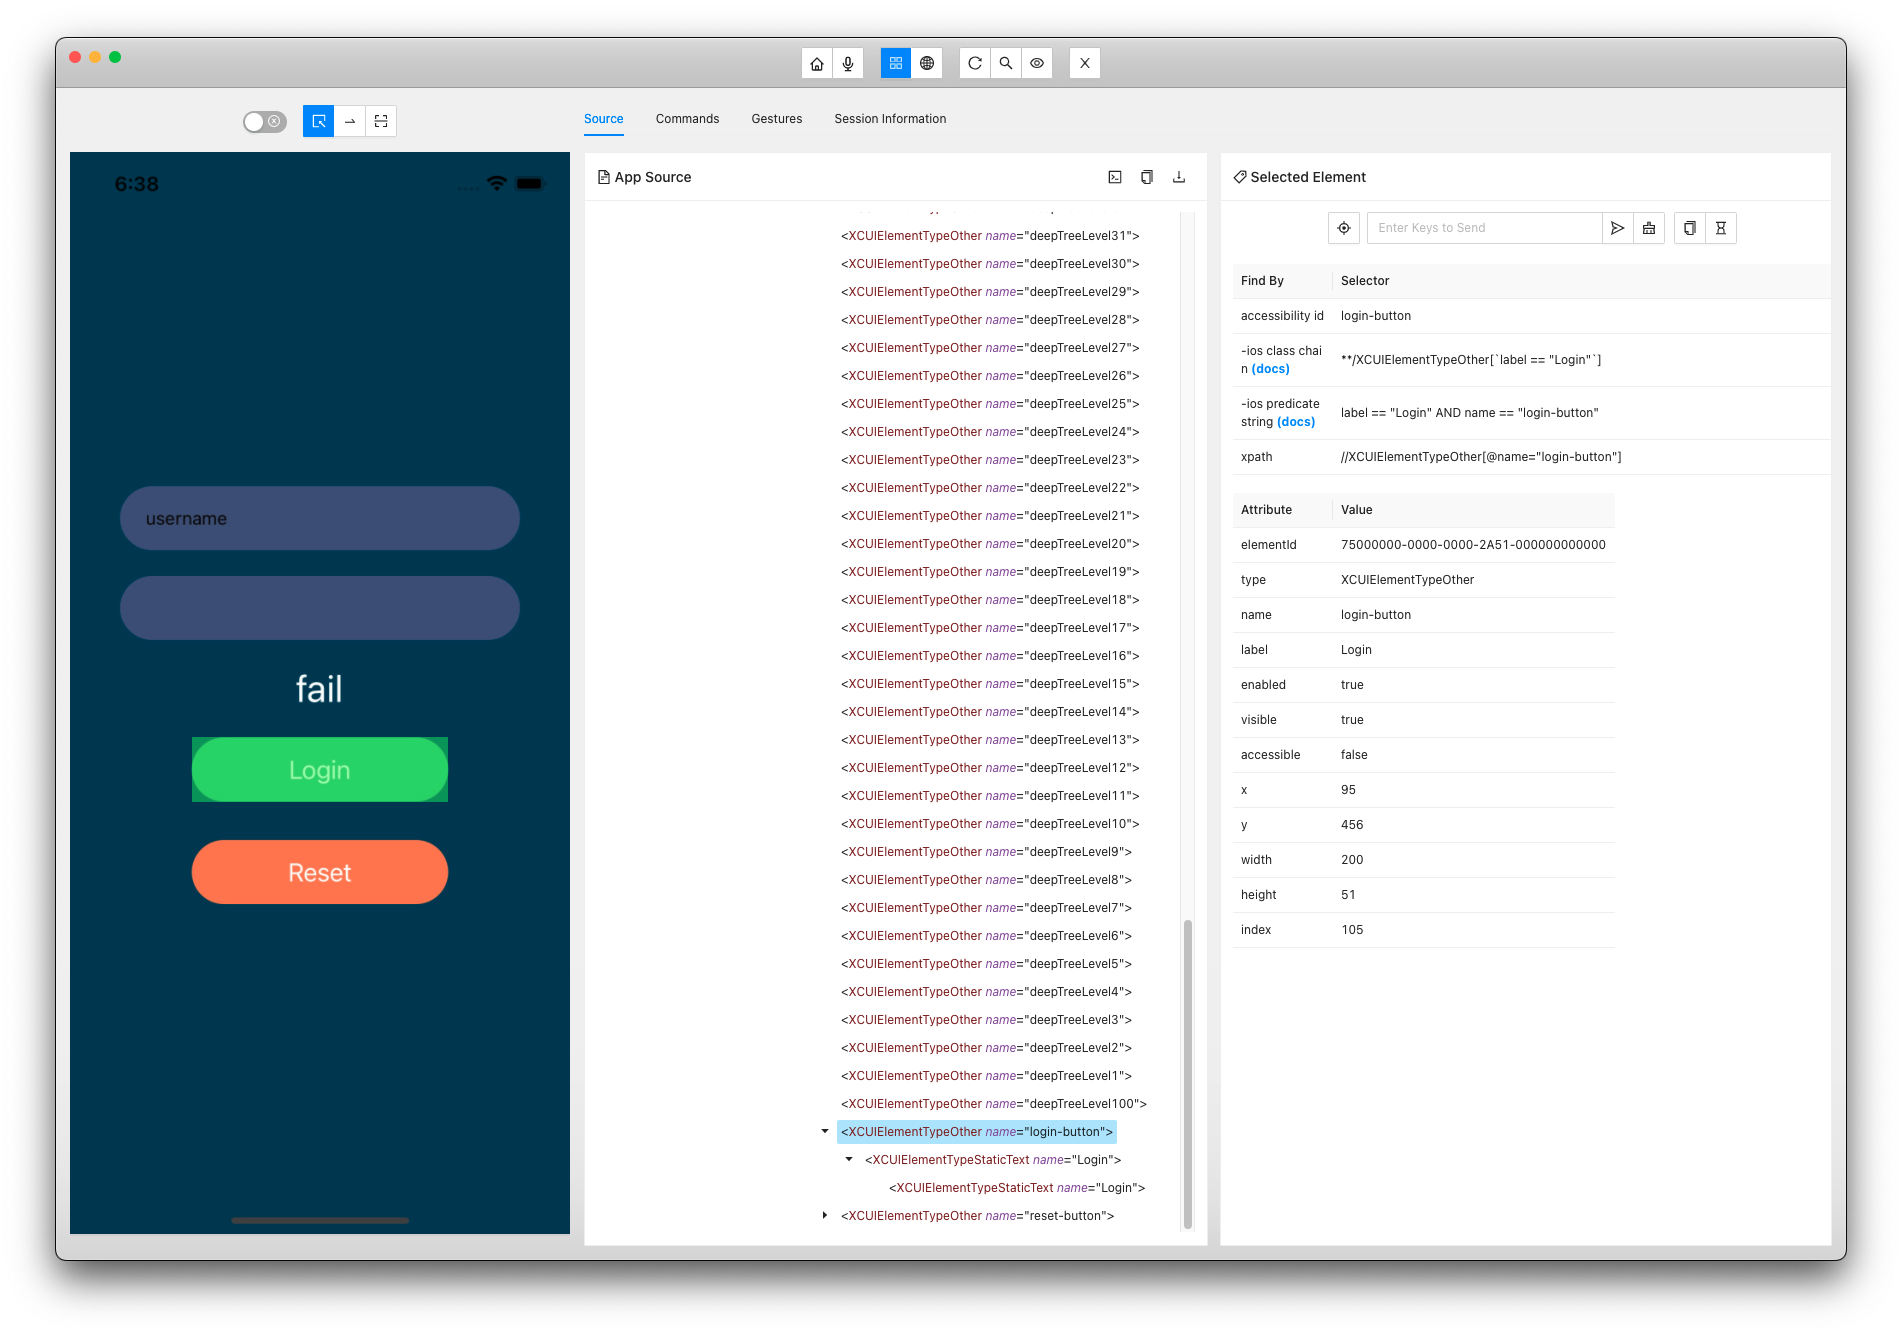 X
Source Commands Gestures Session Information
6:38
username
fail
Login
Reset
App Source
<XCUIElementTypeOther name="deepTreeLevel31">
<XCUIElementTypeOther name="deepTreeLevel30">
<XCUIElementTypeOther name="deepTreeLevel29">
<XCUIElementTypeOther name="deepTreeLevel28">
<XCUIElementTypeOther name="deepTreeLevel27">
<XCUIElementTypeOther name="deepTreeLevel26">
<XCUIElementTypeOther name="deepTreeLevel25">
<XCUIElementTypeOther name="deepTreeLevel24">
<XCUIElementTypeOther name="deepTreeLevel23">
<XCUIElementTypeOther name="deepTreeLevel22">
<XCUIElementTypeOther name="deepTreeLevel21">
<XCUIElementTypeOther name="deepTreeLevel20">
<XCUIElementTypeOther name="deepTreeLevel19">
<XCUIElementTypeOther name="deepTreeLevel18">
<XCUIElementTypeOther name="deepTreeLevel17">
<XCUIElementTypeOther name="deepTreeLevel16">
<XCUIElementTypeOther name="deepTreeLevel15">
<XCUIElementTypeOther name="deepTreeLevel14">
<XCUIElementTypeOther name="deepTreeLevel13">
<XCUIElementTypeOther name="deepTreeLevel12">
<XCUIElementTypeOther name="deepTreeLevel11">
<XCUIElementTypeOther name="deepTreeLevel10">
<XCUIElementTypeOther name="deepTreeLevel9">
<XCUIElementTypeOther name="deepTreeLevel8">
<XCUIElementTypeOther name="deepTreeLevel7">
<XCUIElementTypeOther name="deepTreeLevel6">
<XCUIElementTypeOther name="deepTreeLevel5">
<XCUIElementTypeOther name="deepTreeLevel4">
<XCUIElementTypeOther name="deepTreeLevel3">
<XCUIElementTypeOther name="deepTreeLevel2">
<XCUIElementTypeOther name="deepTreeLevel1">
<XCUIElementTypeOther name="deepTreeLevel100">
<XCUIElementTypeOther name="login-button">
<XCUIElementTypeStaticText name="Login">
<XCUIElementTypeStaticText name="Login">
<XCUIElementTypeOther name="reset-button">
Selected Element
Enter Keys to Send
Find By Selector
accessibility id login-button
-ios class chai
n (docs) **/XCUIElementTypeOther[`label == "Login"`]
-ios predicate
string (docs) label == "Login" AND name == "login-button"
xpath //XCUIElementTypeOther[@name="login-button"]
Attribute Value
elementId 75000000-0000-0000-2A51-000000000000
type XCUIElementTypeOther
name login-button
label Login
enabled true
visible true
accessible false
x 95
y 456
width 200
height 51
index 105